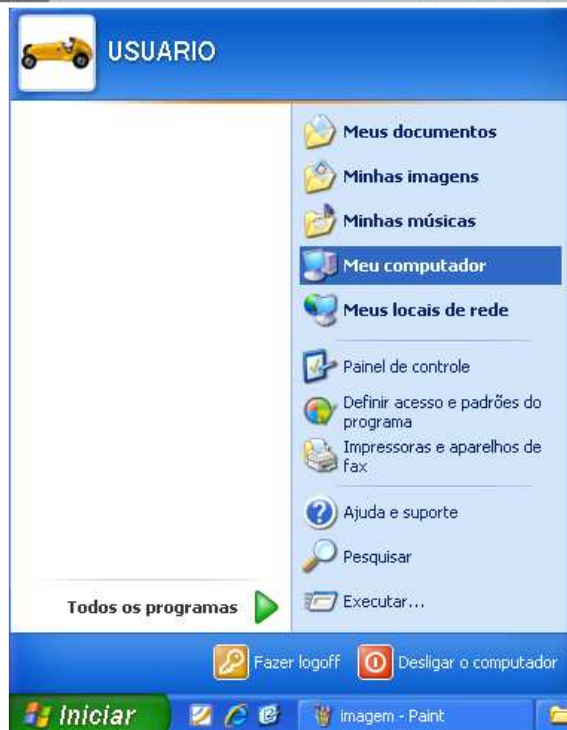 USUARIO
Meus documentos
Minhas imagens
Minhas músicas
Meu computador
Meus locais de rede
Painel de controle
Definir acesso e padrões do
programa
Impressoras e aparelhos de
fax
Ajuda e suporte
Pesquisar
Executar...
Todos os programas
Fazer logoff
Desligar o computador
Iniciar
imagem - Paint